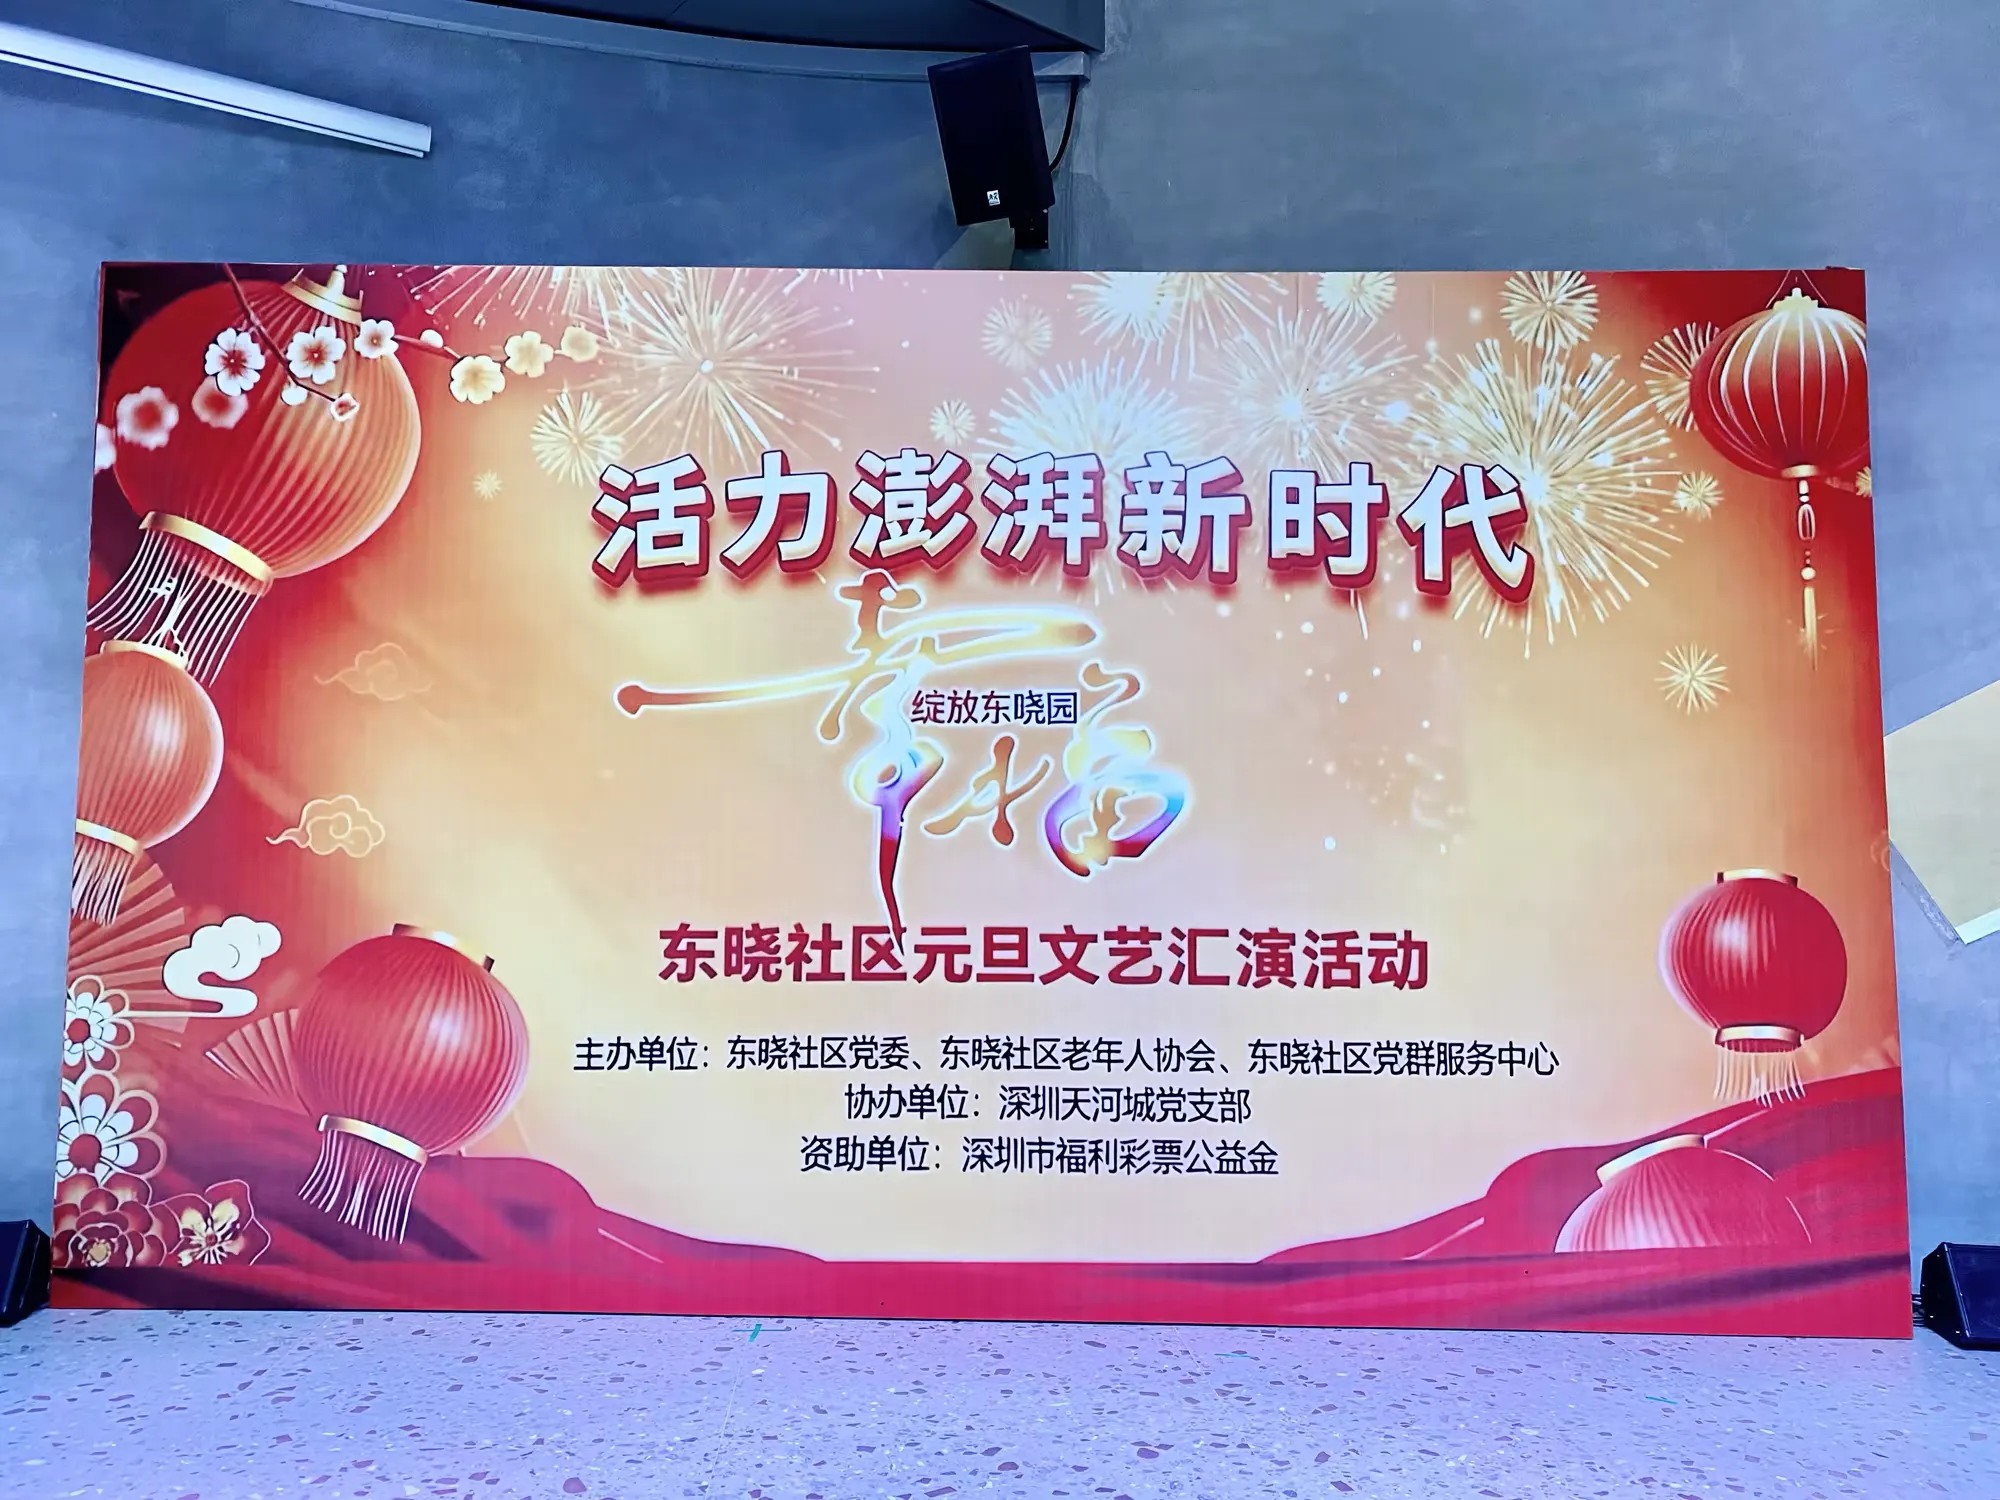 活力澎湃新时代
幸福
绽放东晓园
东晓社区元旦文艺汇演活动
主办单位：东晓社区党委、东晓社区老年人协会、东晓社区党群服务中心
协办单位：深圳天河城党支部
资助单位：深圳市福利彩票公益金